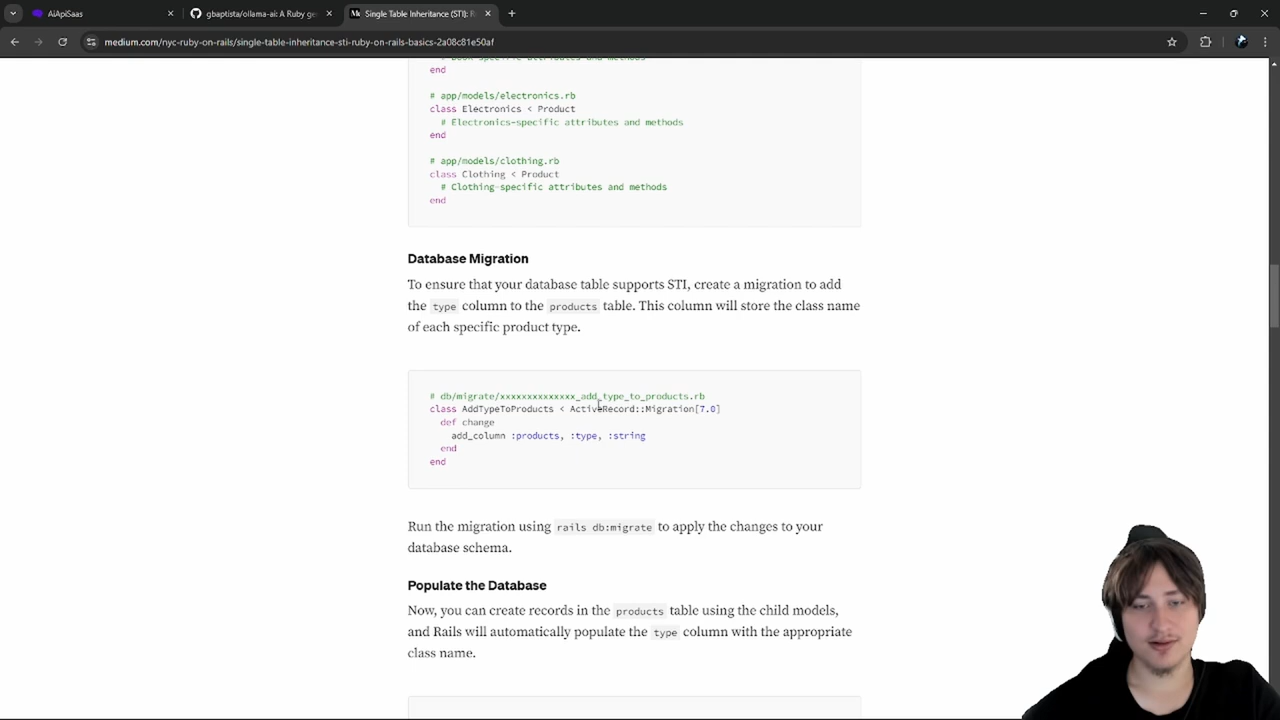 AiApiSaas
gbaptista/ollama-ai: A Ruby ge
Single Table Inheritance (STI): R
medium.com/nyc-ruby-on-rails/single-table-inheritance-sti-ruby-on-rails-basics-2a08c81e50af
# Book-specific attributes and methods
end
# app/models/electronics.rb
class Electronics < Product
# Electronics-specific attributes and methods
end
# app/models/clothing.rb
class Clothing < Product
# Clothing-specific attributes and methods
end
Database Migration
To ensure that your database table supports STI, create a migration to add
the type column to the products table. This column will store the class name
of each specific product type.
# db/migrate/xxxxxxxxxxxxxx_add_type_to_products.rb
class AddTypeToProducts < ActiveRecord::Migration[7.0]
def change
add_column :products, :type, :string
end
end
Run the migration using rails db:migrate to apply the changes to your
database schema.
Populate the Database
Now, you can create records in the products table using the child models,
and Rails will automatically populate the type column with the appropriate
class name.